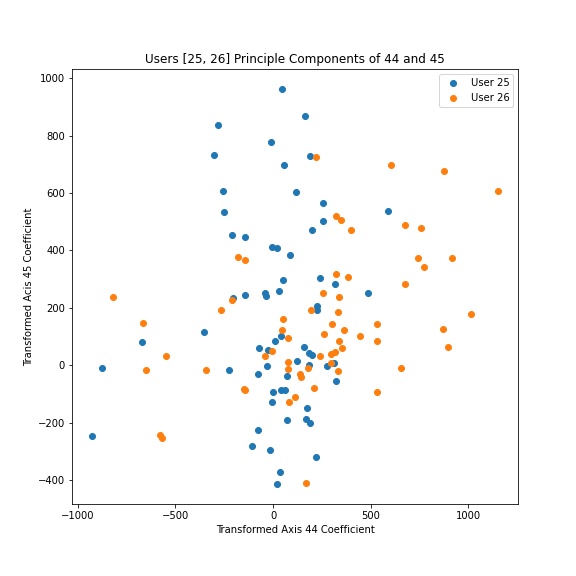 Users [25, 26] Principle Components of 44 and 45
User 25
User 26
1000
800
600
400
200
0
−200
−400
Transformed Acis 45 Coefficient
−1000
−500
0
500
1000
Transformed Axis 44 Coefficient